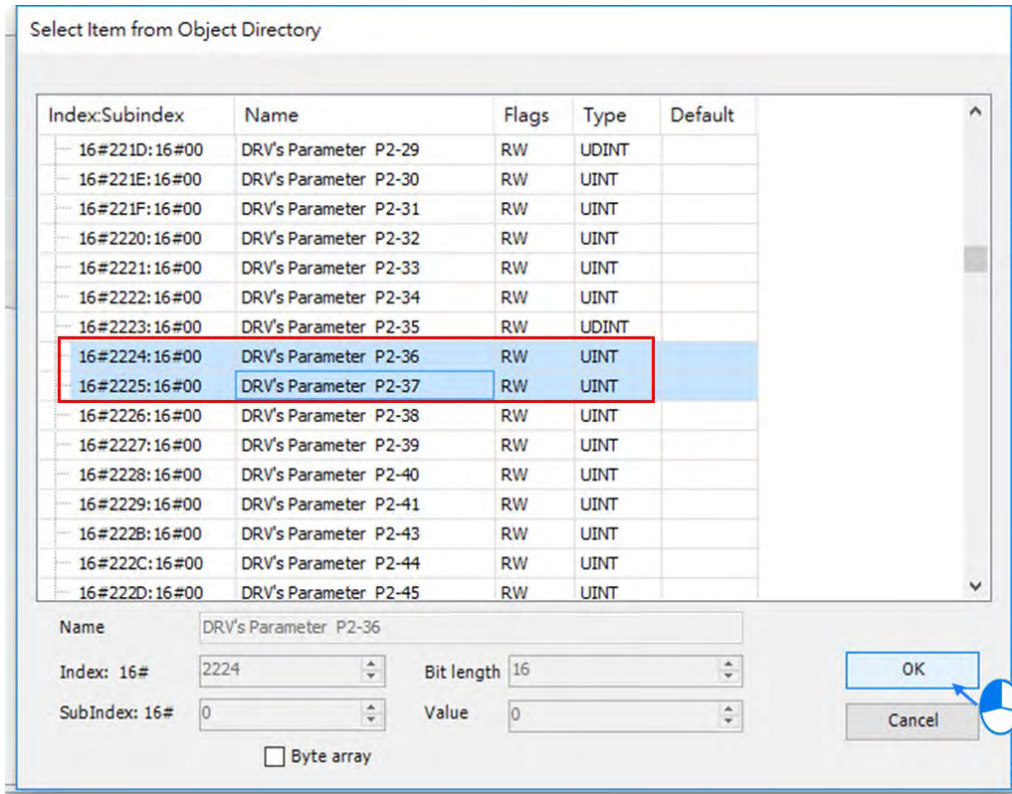 Select Item from Object Directory
Index:Subindex Name Flags Type Default
16#221D:16#00 DRV's Parameter P2-29 RW UDINT
16#221E:16#00 DRV's Parameter P2-30 RW UINT
16#221F:16#00 DRV's Parameter P2-31 RW UINT
16#2220:16#00 DRV's Parameter P2-32 RW UINT
16#2221:16#00 DRV's Parameter P2-33 RW UINT
16#2222:16#00 DRV's Parameter P2-34 RW UINT
16#2223:16#00 DRV's Parameter P2-35 RW UDINT
16#2224:16#00 DRV's Parameter P2-36 RW UINT
16#2225:16#00 DRV's Parameter P2-37 RW UINT
16#2226:16#00 DRV's Parameter P2-38 RW UINT
16#2227:16#00 DRV's Parameter P2-39 RW UINT
16#2228:16#00 DRV's Parameter P2-40 RW UINT
16#2229:16#00 DRV's Parameter P2-41 RW UINT
16#222B:16#00 DRV's Parameter P2-43 RW UINT
16#222C:16#00 DRV's Parameter P2-44 RW UINT
16#222D:16#00 DRV's Parameter P2-45 RW UINT
Name DRV's Parameter P2-36
Index: 16# 2224 Bit length 16 OK
SubIndex: 16# 0 Value 0 Cancel
Byte array